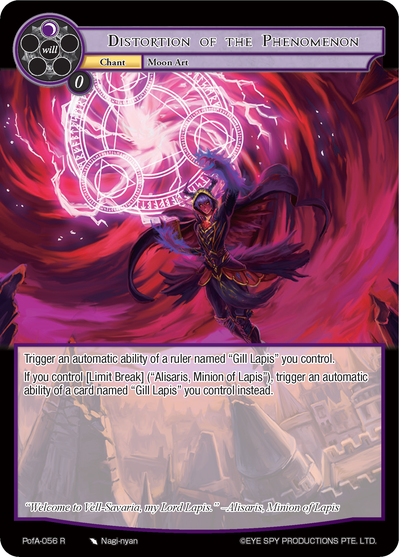 DISTORTION OF THE PHENOMENON
will
Chant
Moon Art
0
Trigger an automatic ability of a ruler named “Gill Lapis” you control.
If you control [Limit Break] (“Alisaris, Minion of Lapis”), trigger an automatic
ability of a card named “Gill Lapis” you control instead.
“Welcome to Vell-Savaria, my Lord Lapis.” –Alisaris, Minion of Lapis
PofA-056 R Nagi-nyan ©EYE SPY PRODUCTIONS PTE. LTD.